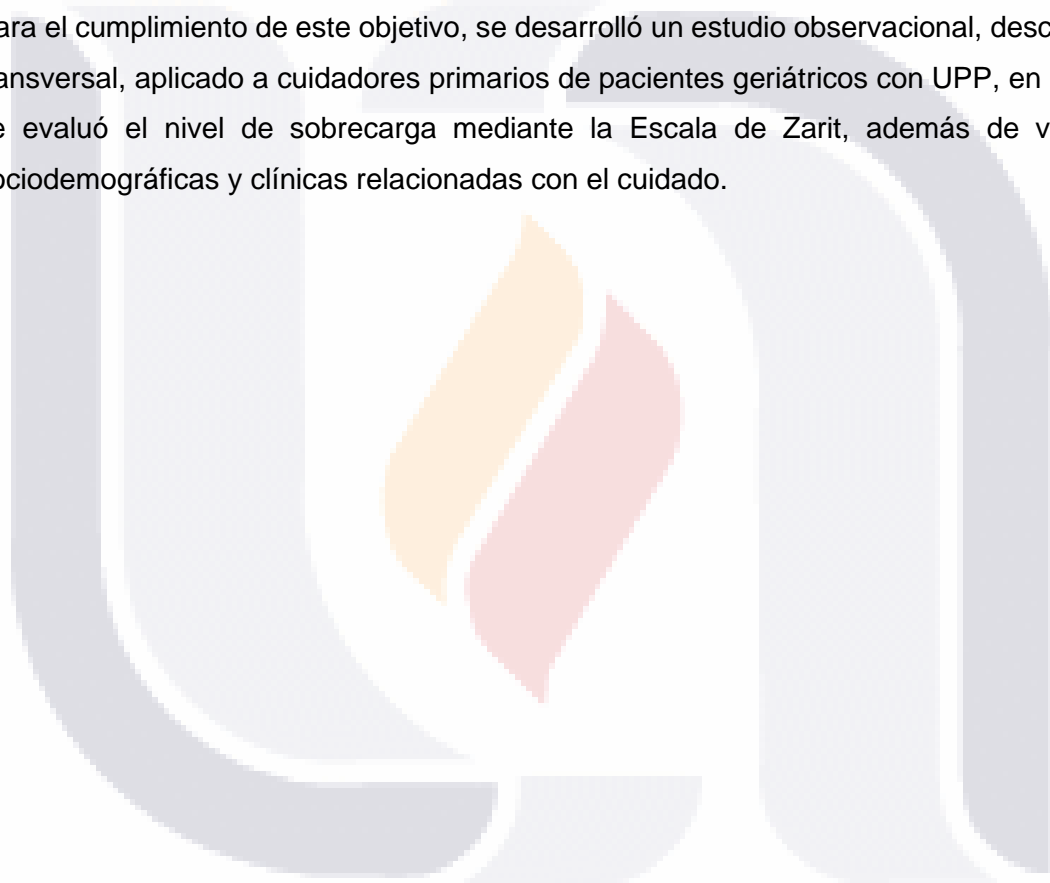 ara el cumplimiento de este objetivo, se desarrolló un estudio observacional, desc
ansversal, aplicado a cuidadores primarios de pacientes geriátricos con UPP, en
e evaluó el nivel de sobrecarga mediante la Escala de Zarit, además de v
ociodemográficas y clínicas relacionadas con el cuidado.